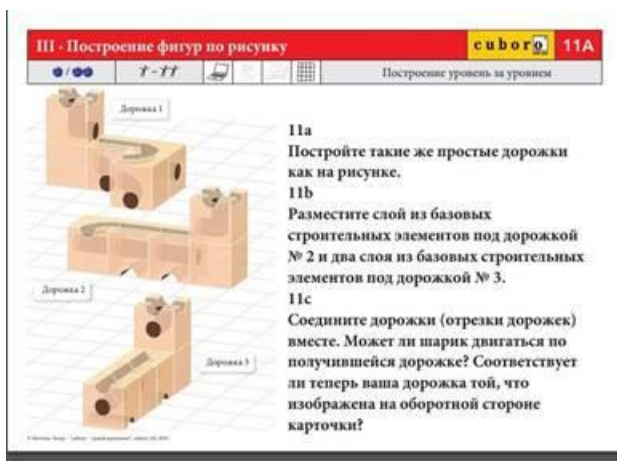 III - Построение фигур по рисунку
cuboro 11A
Построение уровень за уровнем
Дорожка 1
Дорожка 2
Дорожка 3
11a
Постройте такие же простые дорожки
как на рисунке.
11b
Разместите слой из базовых
строительных элементов под дорожкой
№ 2 и два слоя из базовых строительных
элементов под дорожкой № 3.
11c
Соедините дорожки (отрезки дорожек)
вместе. Может ли шарик двигаться по
получившейся дорожке? Соответствует
ли теперь ваша дорожка той, что
изображена на оборотной стороне
карточки?